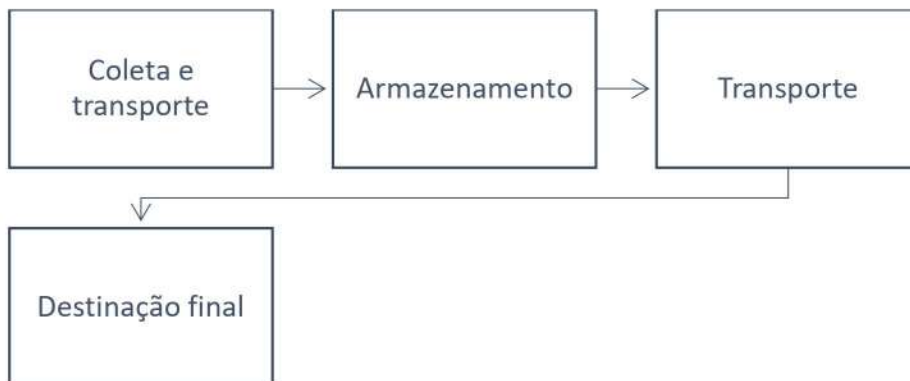 Coleta e
transporte
Armazenamento
Transporte
Destinação final